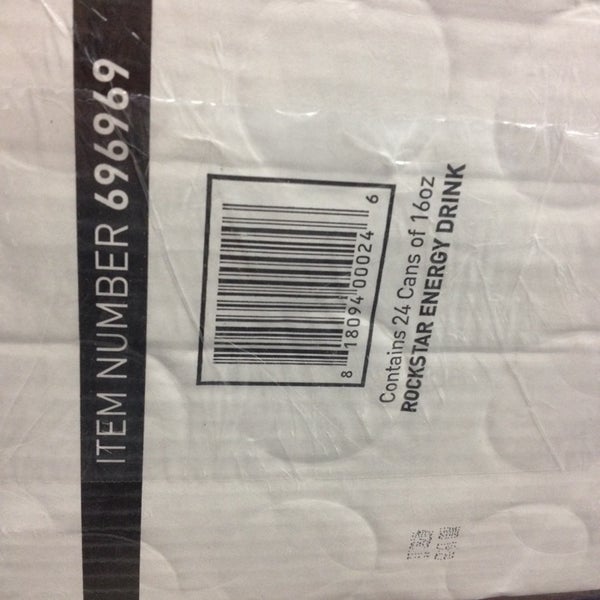 ITEM NUMBER 696969
8 18094 00024 6
Contains 24 Cans of 16oz
ROCKSTAR ENERGY DRINK